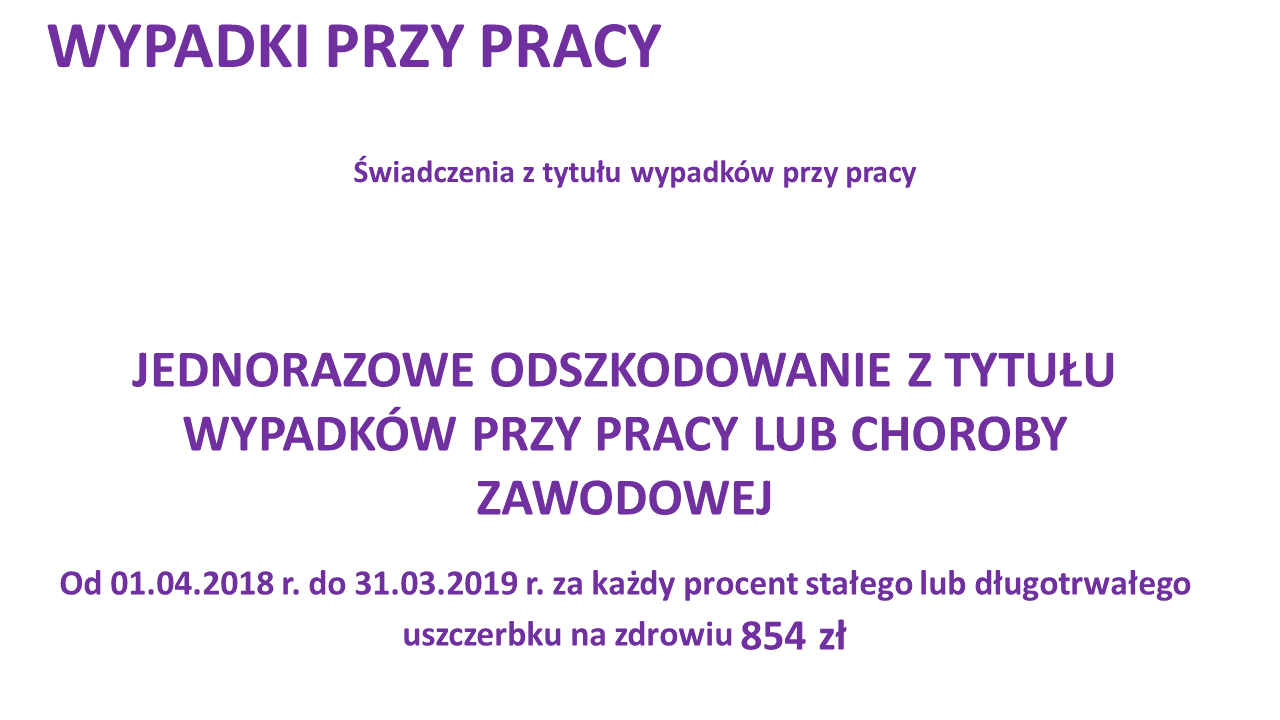 WYPADKI PRZY PRACY
Świadczenia z tytułu wypadków przy pracy
JEDNORAZOWE ODSZKODOWANIE Z TYTUŁU
WYPADKÓW PRZY PRACY LUB CHOROBY
ZAWODOWEJ
Od 01.04.2018 r. do 31.03.2019 r. za każdy procent stałego lub długotrwałego
uszczerbku na zdrowiu 854 zł